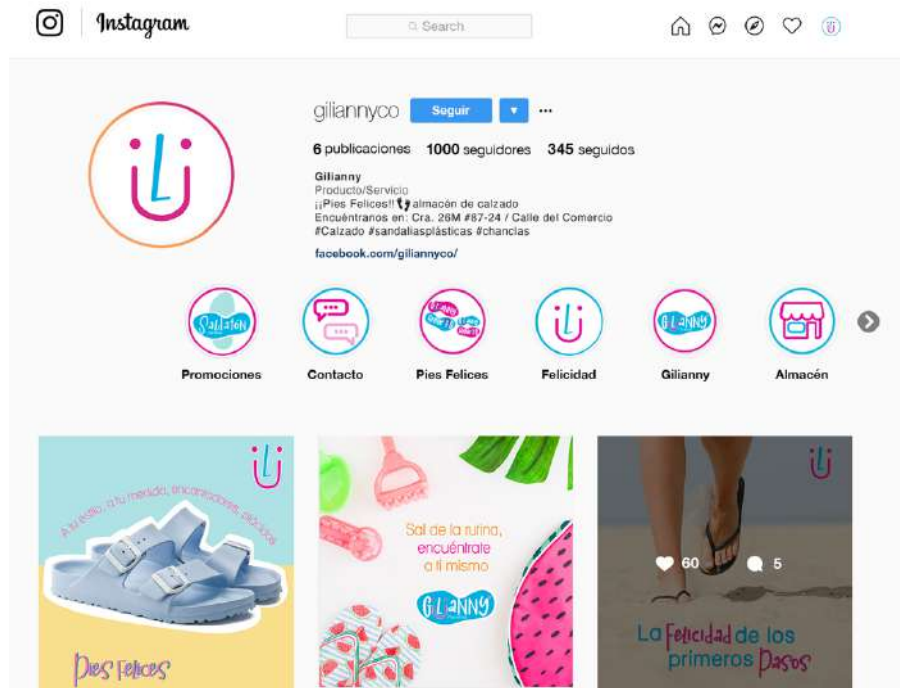 Instagram
Search
giliannyco Seguir
6 publicaciones 1000 seguidores 345 seguidos
Gilianny
Producto/Servicio
¡¡Pies Felices!! 👣 almacén de calzado
Encuéntranos en: Cra. 26M #87-24 / Calle del Comercio
#Calzado #sandaliasplásticas #chanclas
facebook.com/giliannyco/
Saldatón
GiLiANNY
Promociones
Contacto
Pies Felices
Felicidad
Gilianny
Almacén
A tu estilo, a tu medida, encantadores, plácidos
Pies Felices
Sal de la rutina,
encuéntrate
a ti mismo
GiLiANNY
60 5
La Felicidad de los
primeros Pasos